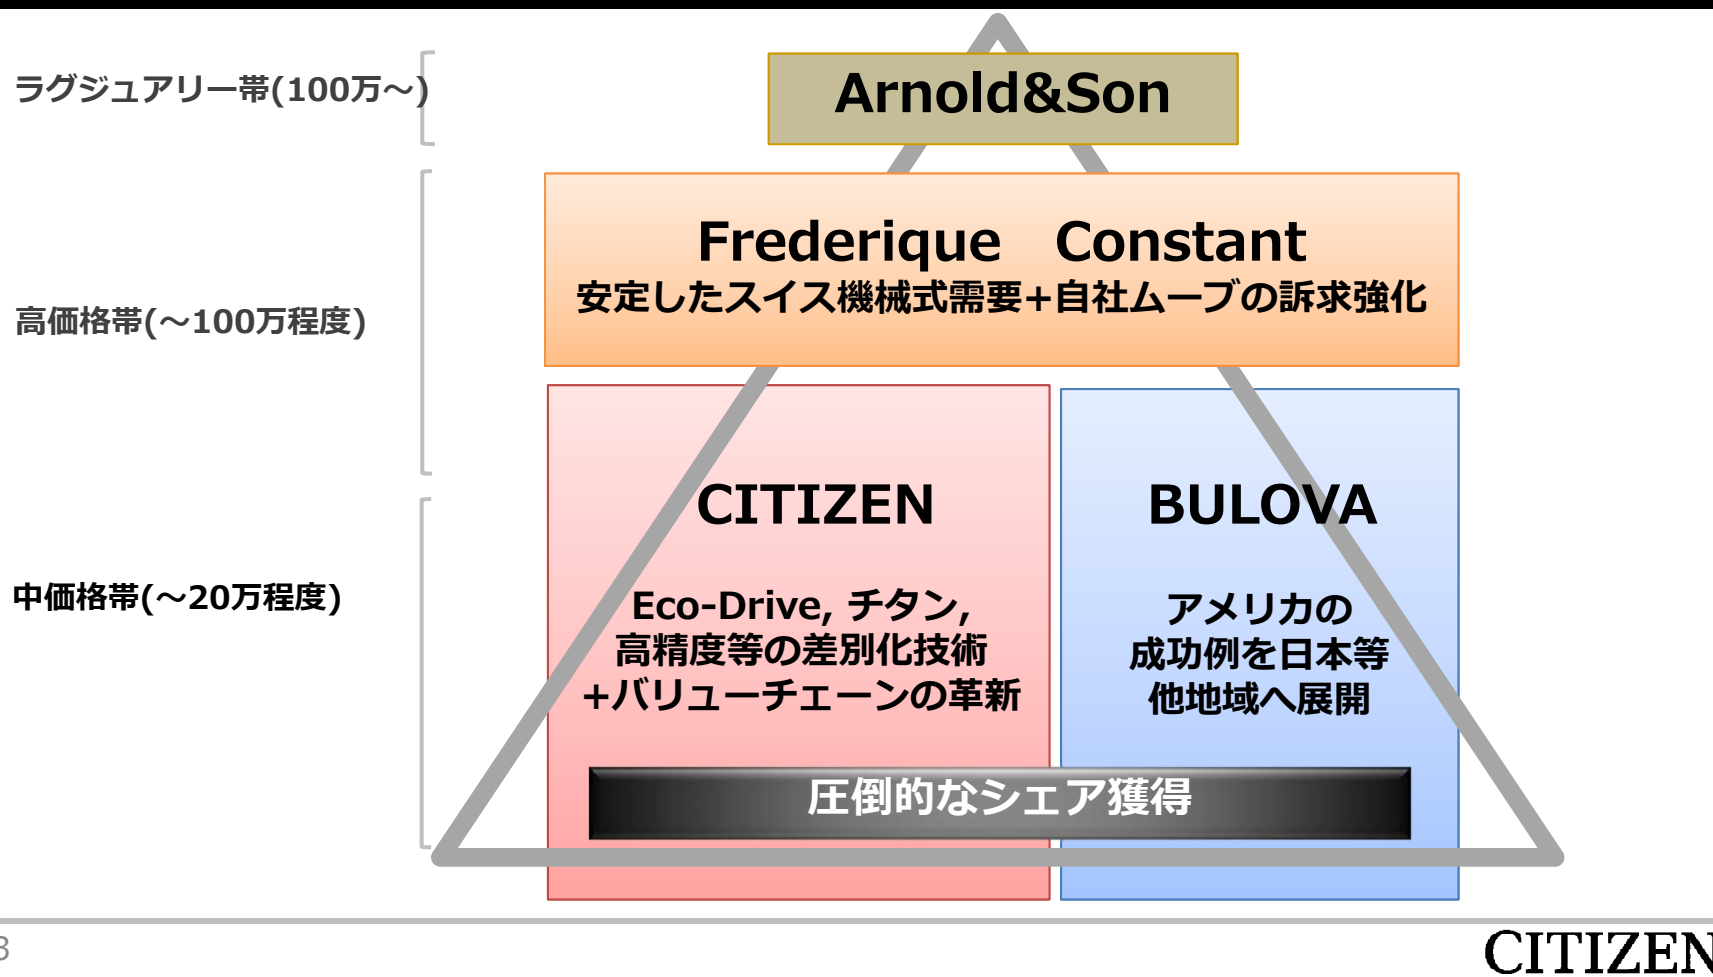 ラグジュアリー帯(100万～)
Arnold&Son
高価格帯(～100万程度)
Frederique　Constant
安定したスイス機械式需要+自社ムーブの訴求強化
中価格帯(～20万程度)
CITIZEN
Eco-Drive, チタン,
高精度等の差別化技術
+バリューチェーンの革新
BULOVA
アメリカの
成功例を日本等
他地域へ展開
圧倒的なシェア獲得
3
CITIZEN